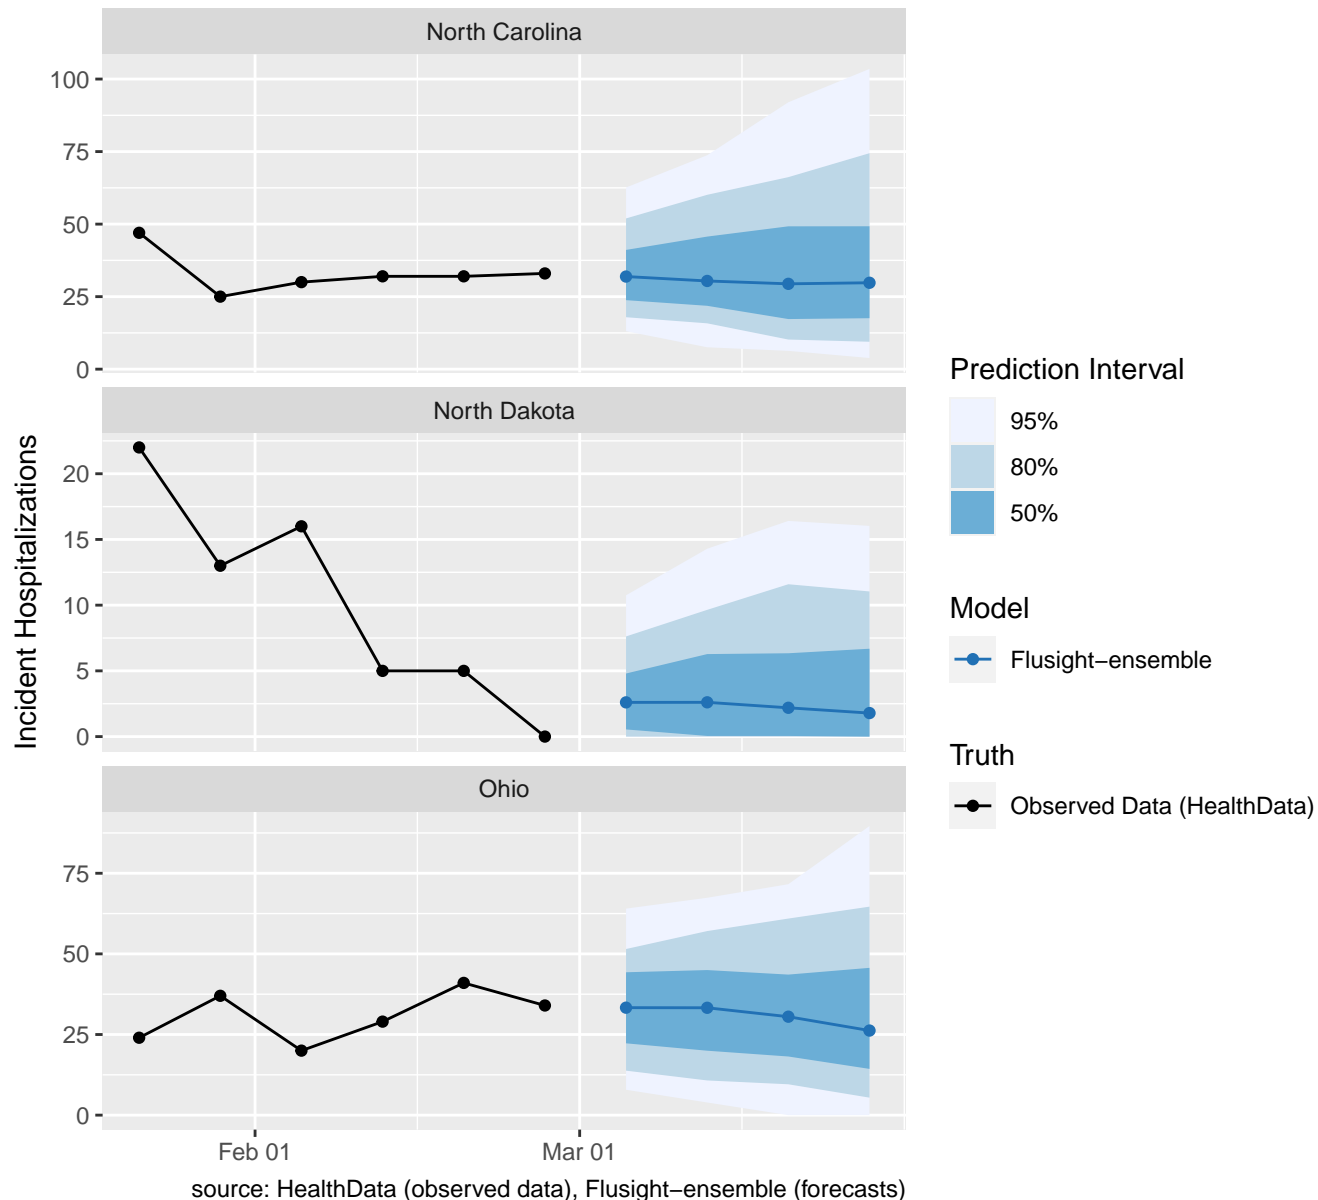 North Carolina
100
75
50
25
0
North Dakota
20
15
10
5
0
Ohio
75
50
25
0
Feb 01
Mar 01
Incident Hospitalizations
source: HealthData (observed data), Flusight−ensemble (forecasts)
Prediction Interval
95%
80%
50%
Model
Flusight−ensemble
Truth
Observed Data (HealthData)